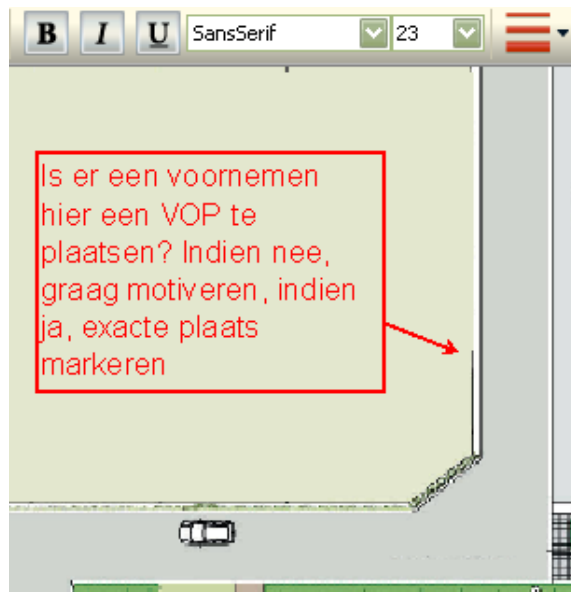 B I U SansSerif 23
Is er een voornemen
hier een VOP te
plaatsen? Indien nee,
graag motiveren, indien
ja, exacte plaats
markeren